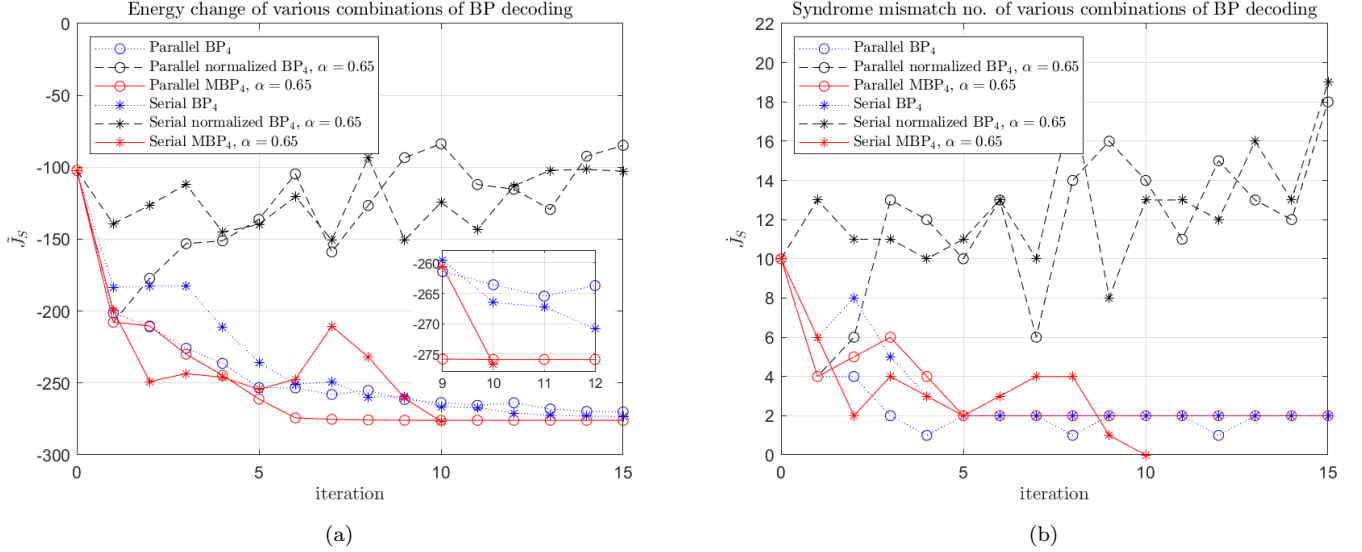 Energy change of various combinations of BP decoding
0
-50
-100
-150
-200
-250
-300
J̃_S
Parallel BP₄
Parallel normalized BP₄, α = 0.65
Parallel MBP₄, α = 0.65
Serial BP₄
Serial normalized BP₄, α = 0.65
Serial MBP₄, α = 0.65
-260
-265
-270
-275
9 10 11 12
0 5 10 15
iteration
(a)
Syndrome mismatch no. of various combinations of BP decoding
22
20
18
16
14
12
10
8
6
4
2
0
J̇_S
Parallel BP₄
Parallel normalized BP₄, α = 0.65
Parallel MBP₄, α = 0.65
Serial BP₄
Serial normalized BP₄, α = 0.65
Serial MBP₄, α = 0.65
0 5 10 15
iteration
(b)